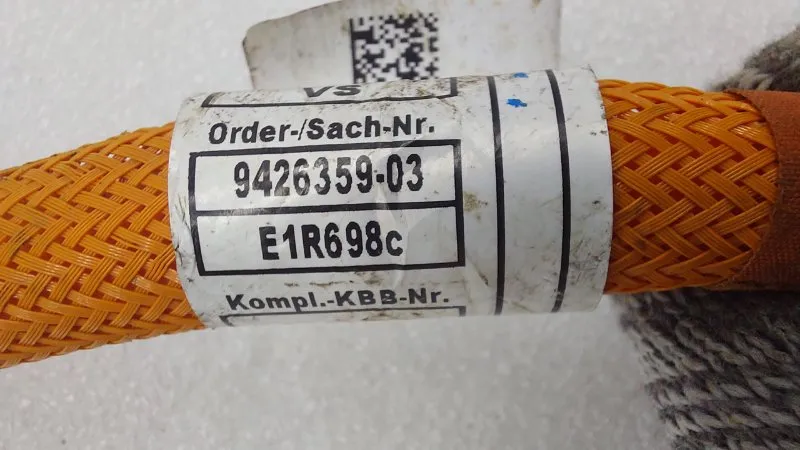 VS
Order-/Sach-Nr.
9426359-03
E1R698c
Kompl.-KBB-Nr.